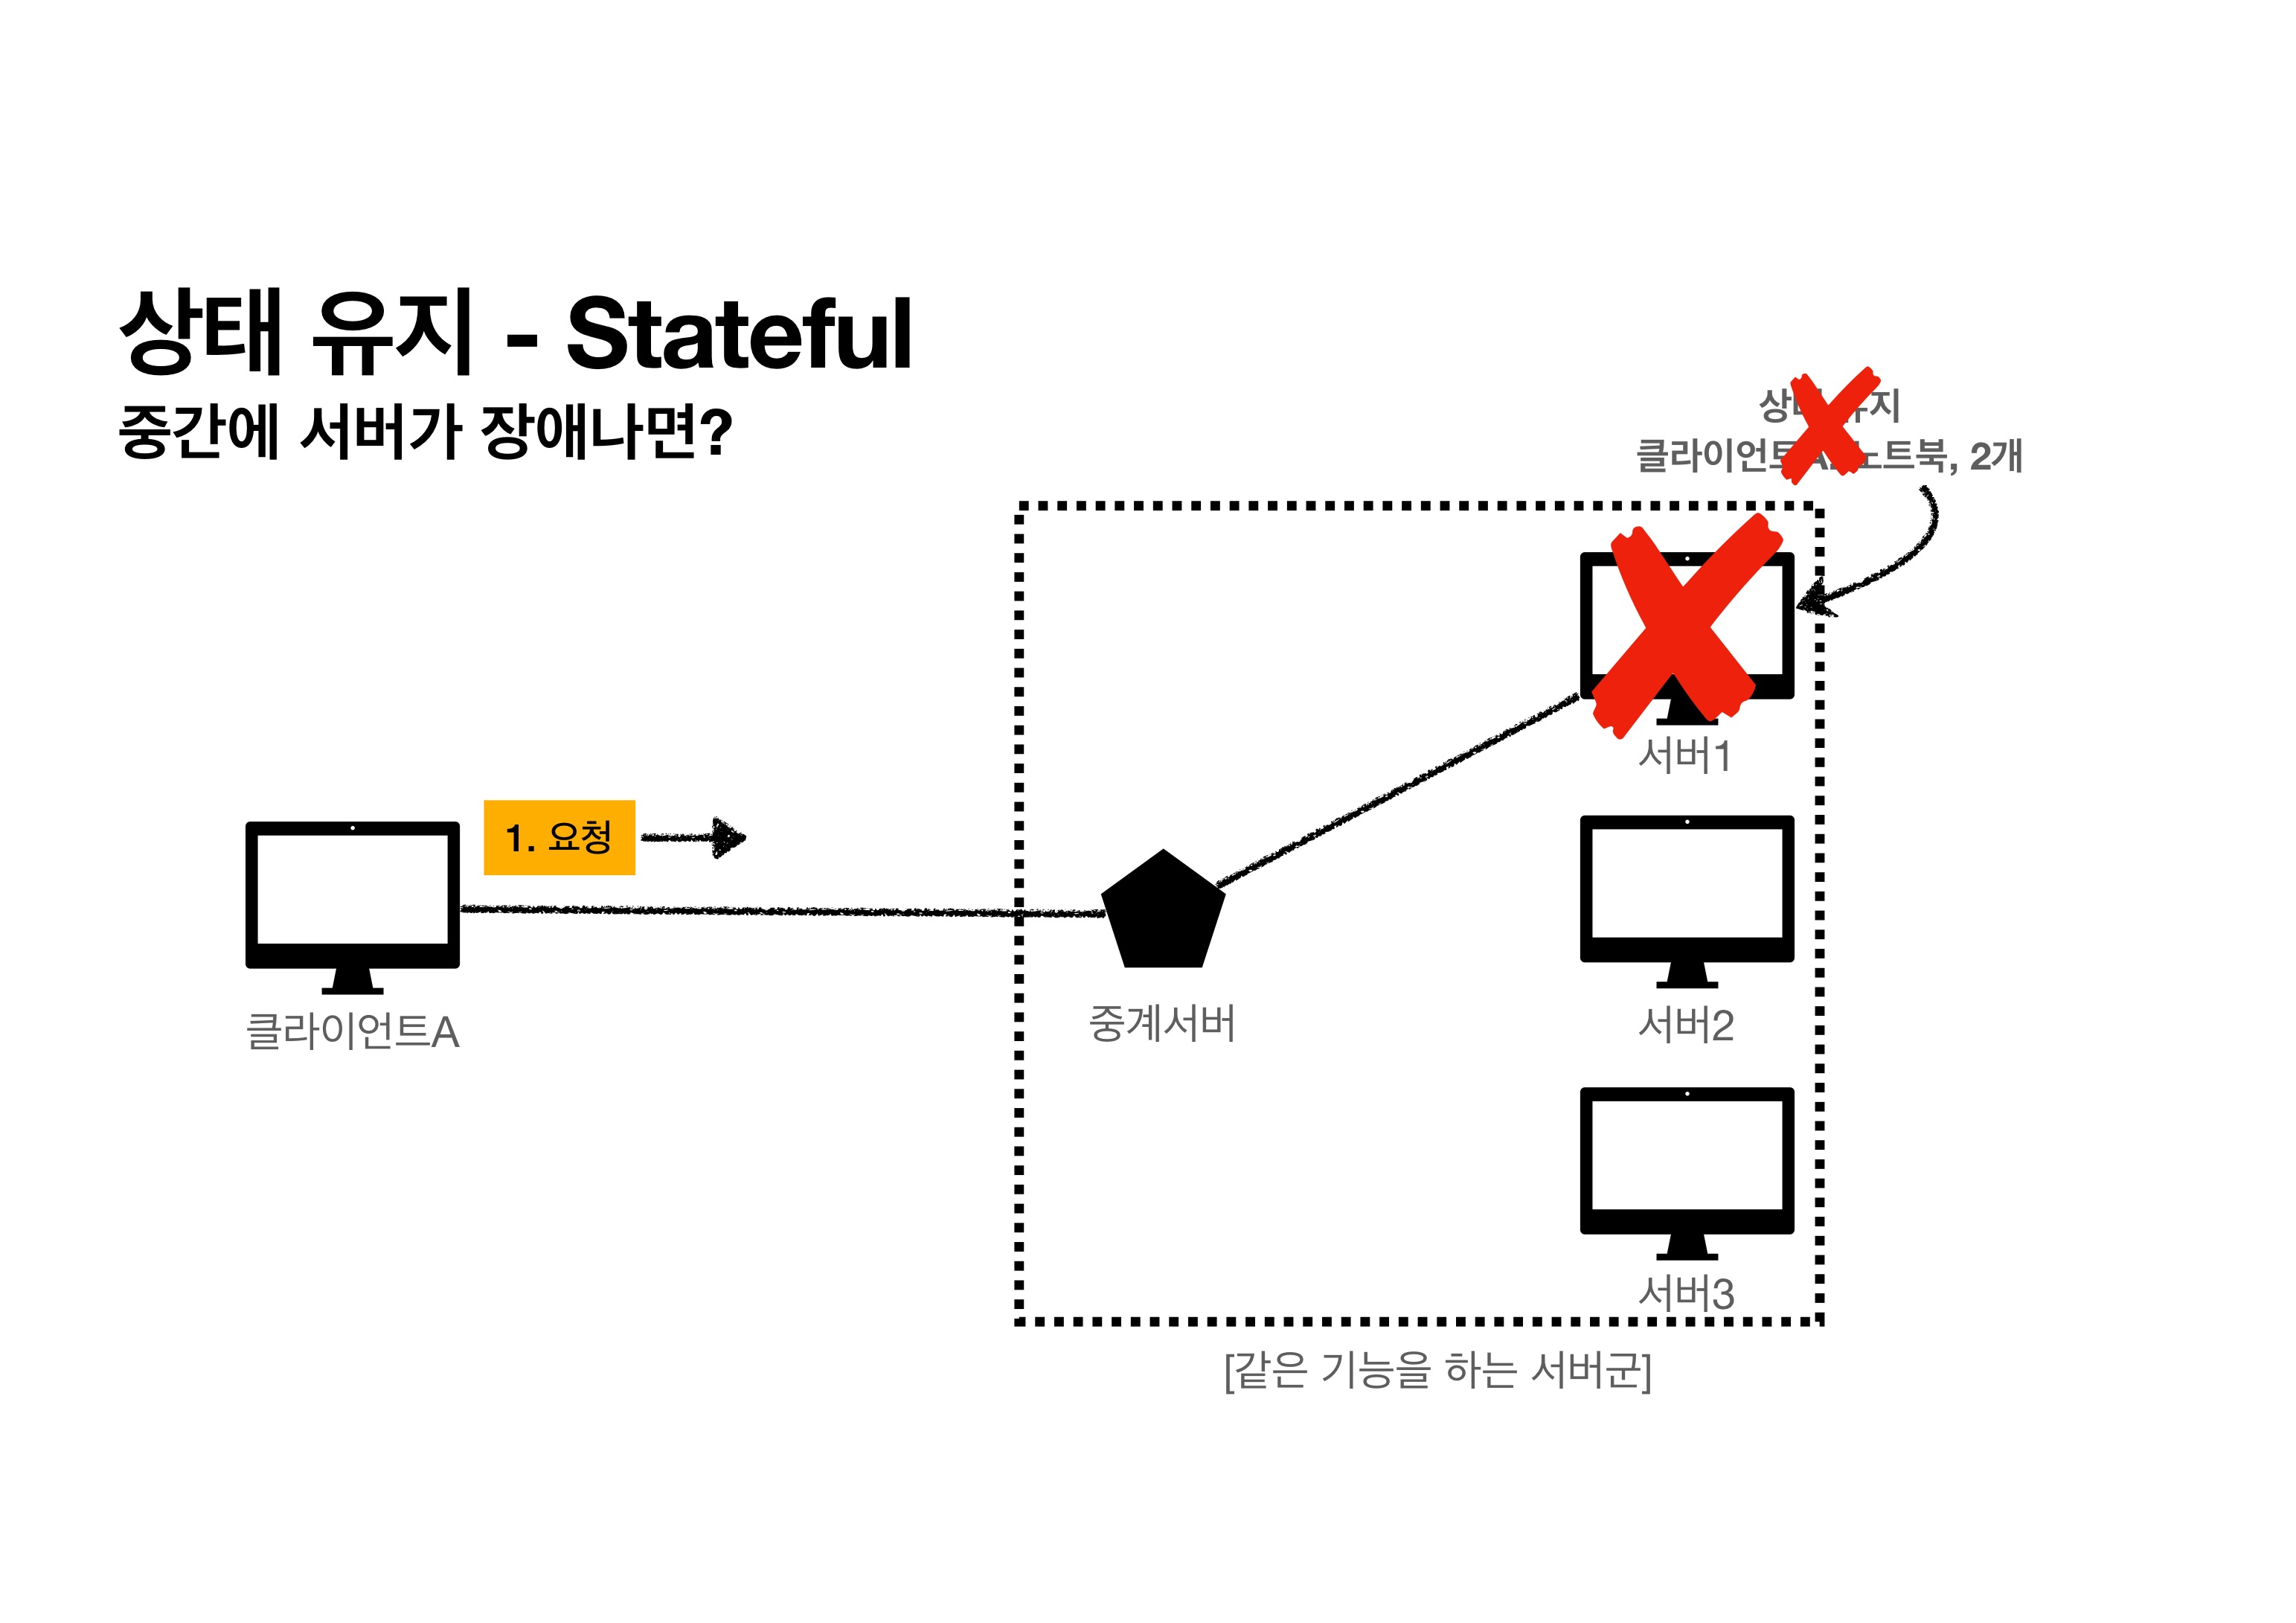 상태 유지 - Stateful
중간에 서버가 장애나면?
상태 유지
클라이언트A: 노트북, 2개
서버1
1. 요청
클라이언트A
중계서버
서버2
서버3
[같은 기능을 하는 서버군]